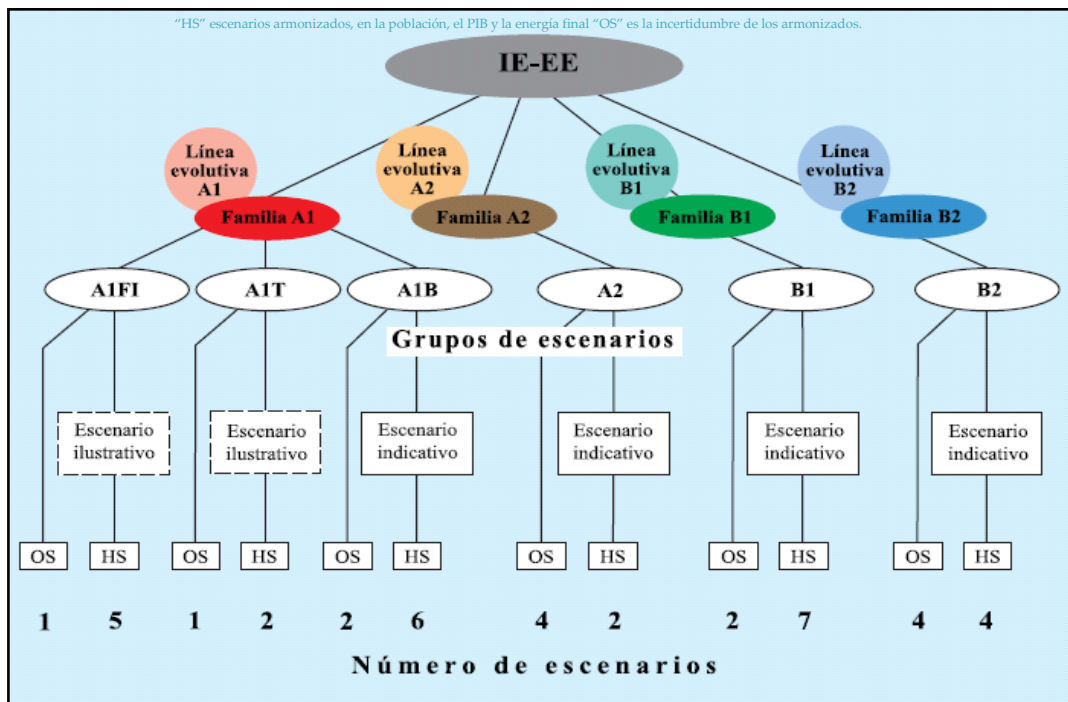 “HS” escenarios armonizados, en la población, el PIB y la energía final “OS” es la incertidumbre de los armonizados.
IE-EE
Línea
evolutiva
A1
Línea
evolutiva
A2
Línea
evolutiva
B1
Línea
evolutiva
B2
Familia A1
Familia A2
Familia B1
Familia B2
A1FI
A1T
A1B
A2
B1
B2
Grupos de escenarios
Escenario
ilustrativo
Escenario
ilustrativo
Escenario
indicativo
Escenario
indicativo
Escenario
indicativo
Escenario
indicativo
OS HS OS HS OS HS OS HS OS HS OS HS
1 5 1 2 2 6 4 2 2 7 4 4
Número de escenarios